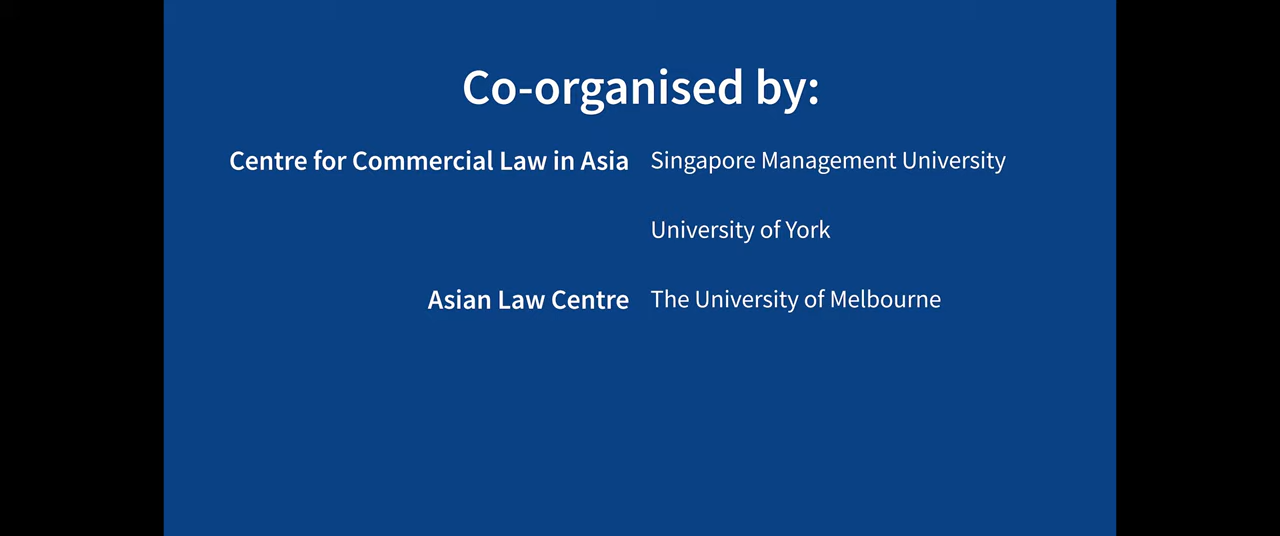 Co-organised by:
Centre for Commercial Law in Asia Singapore Management University
University of York
Asian Law Centre The University of Melbourne